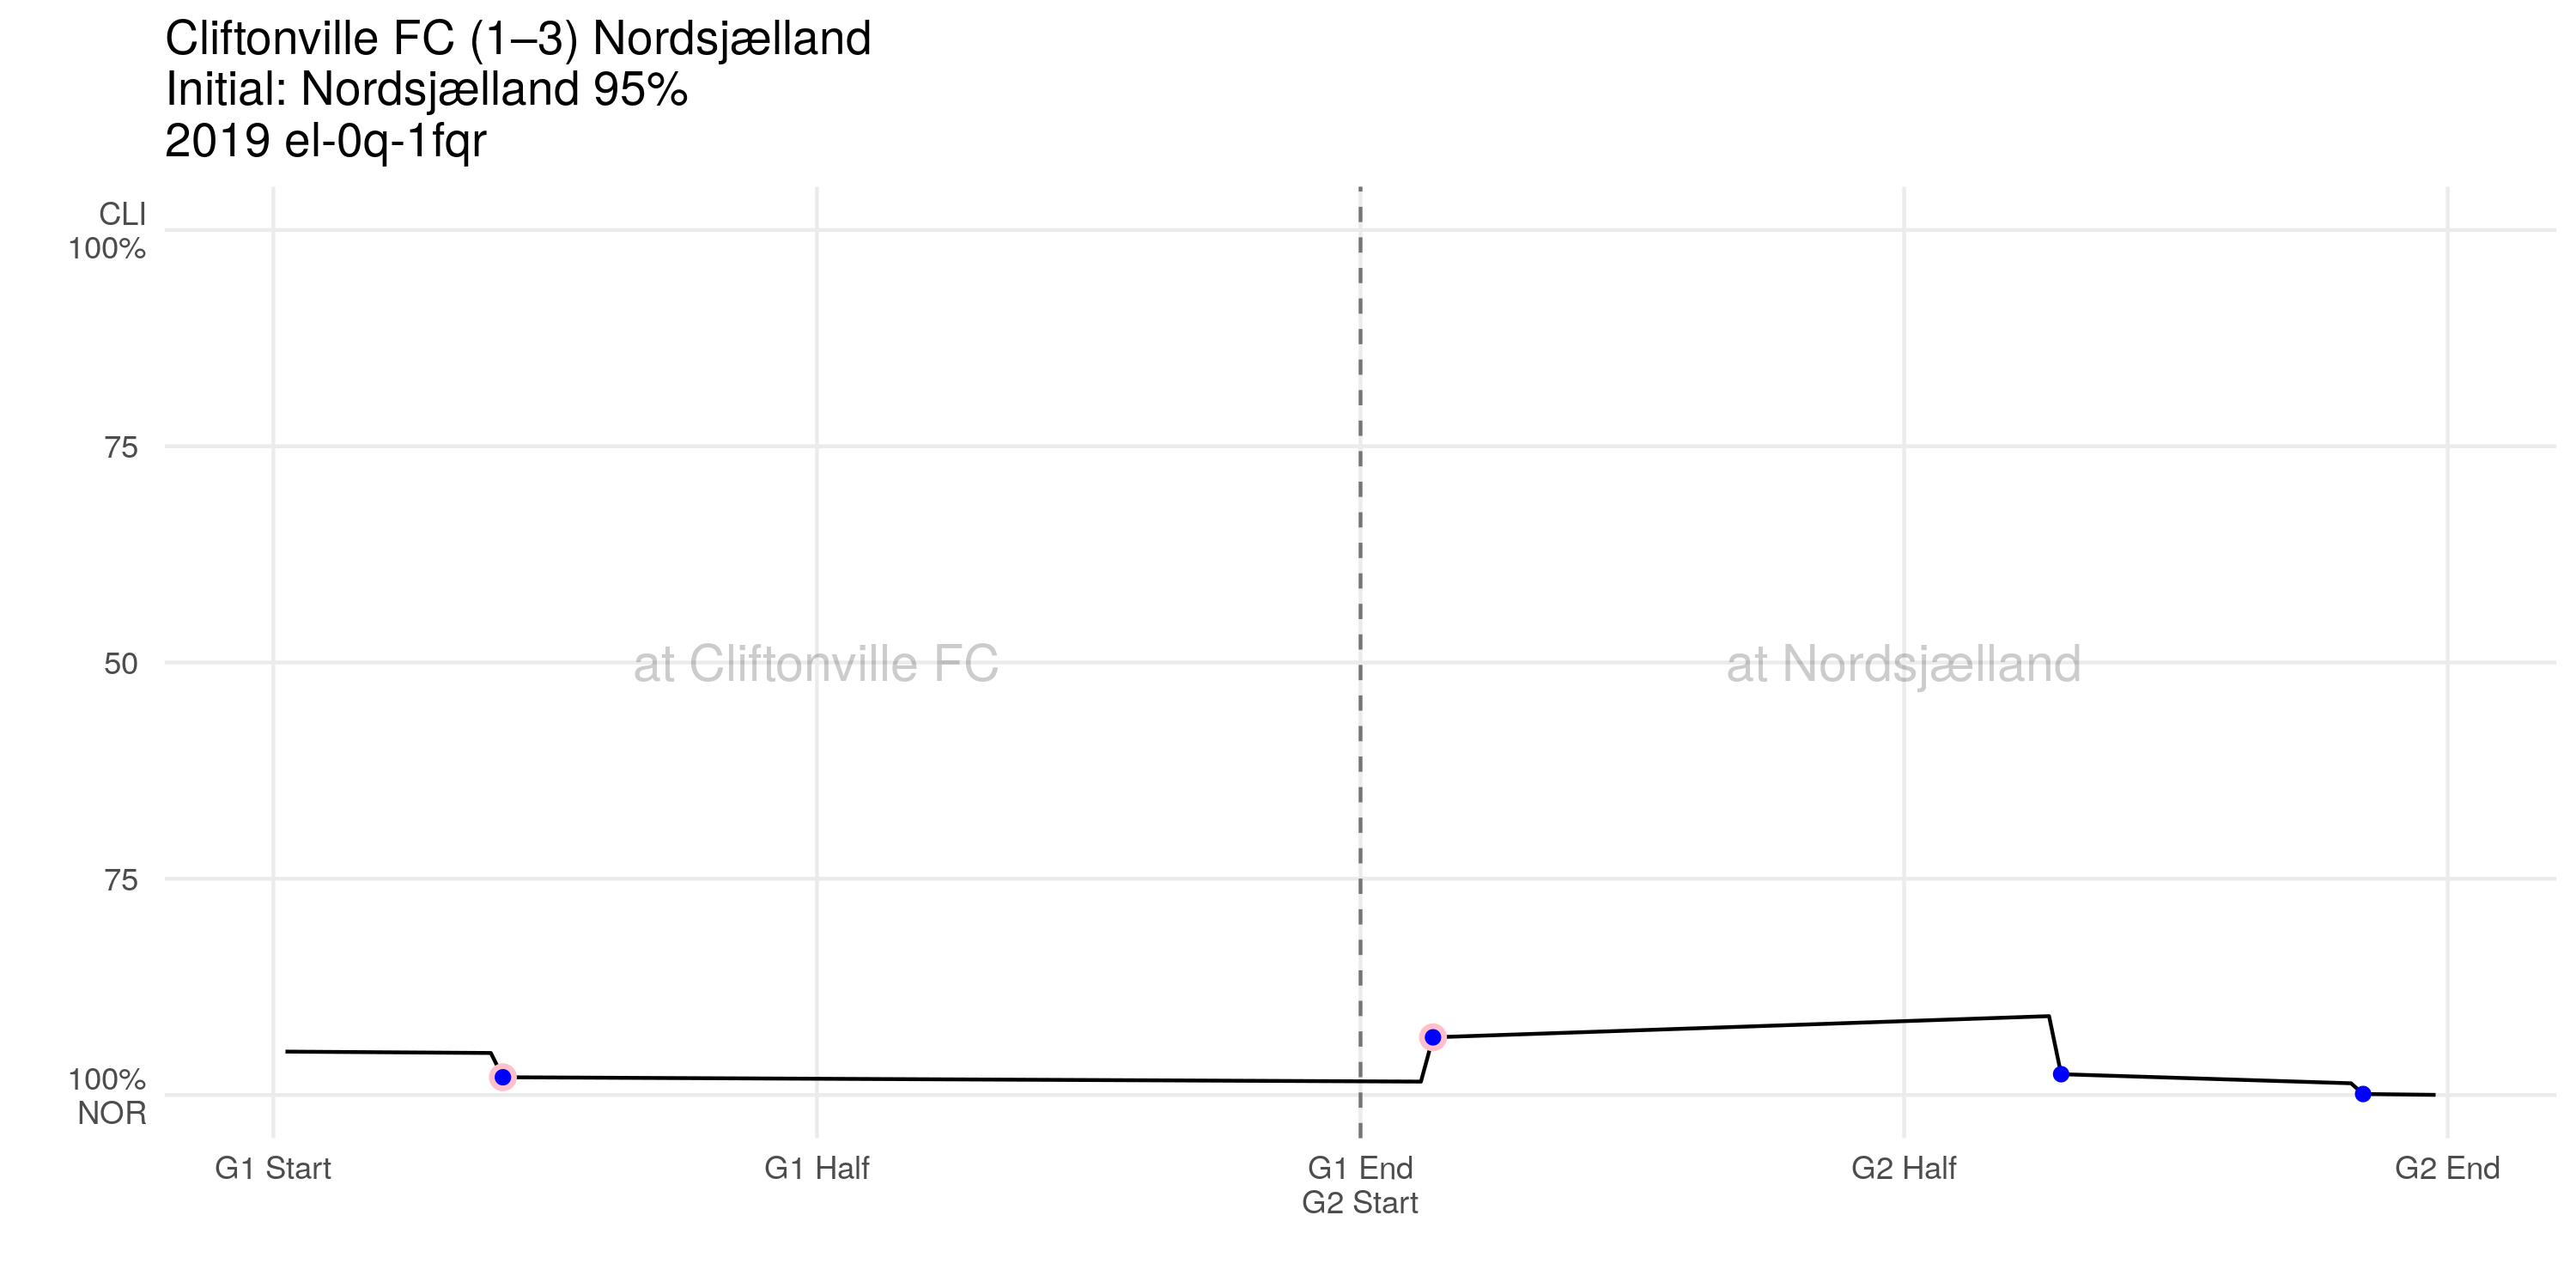 Cliftonville FC (1–3) Nordsjælland
Initial: Nordsjælland 95%
2019 el-0q-1fqr
CLI
100%
75
50
75
100%
NOR
at Cliftonville FC
at Nordsjælland
G1 Start
G1 Half
G1 End
G2 Start
G2 Half
G2 End